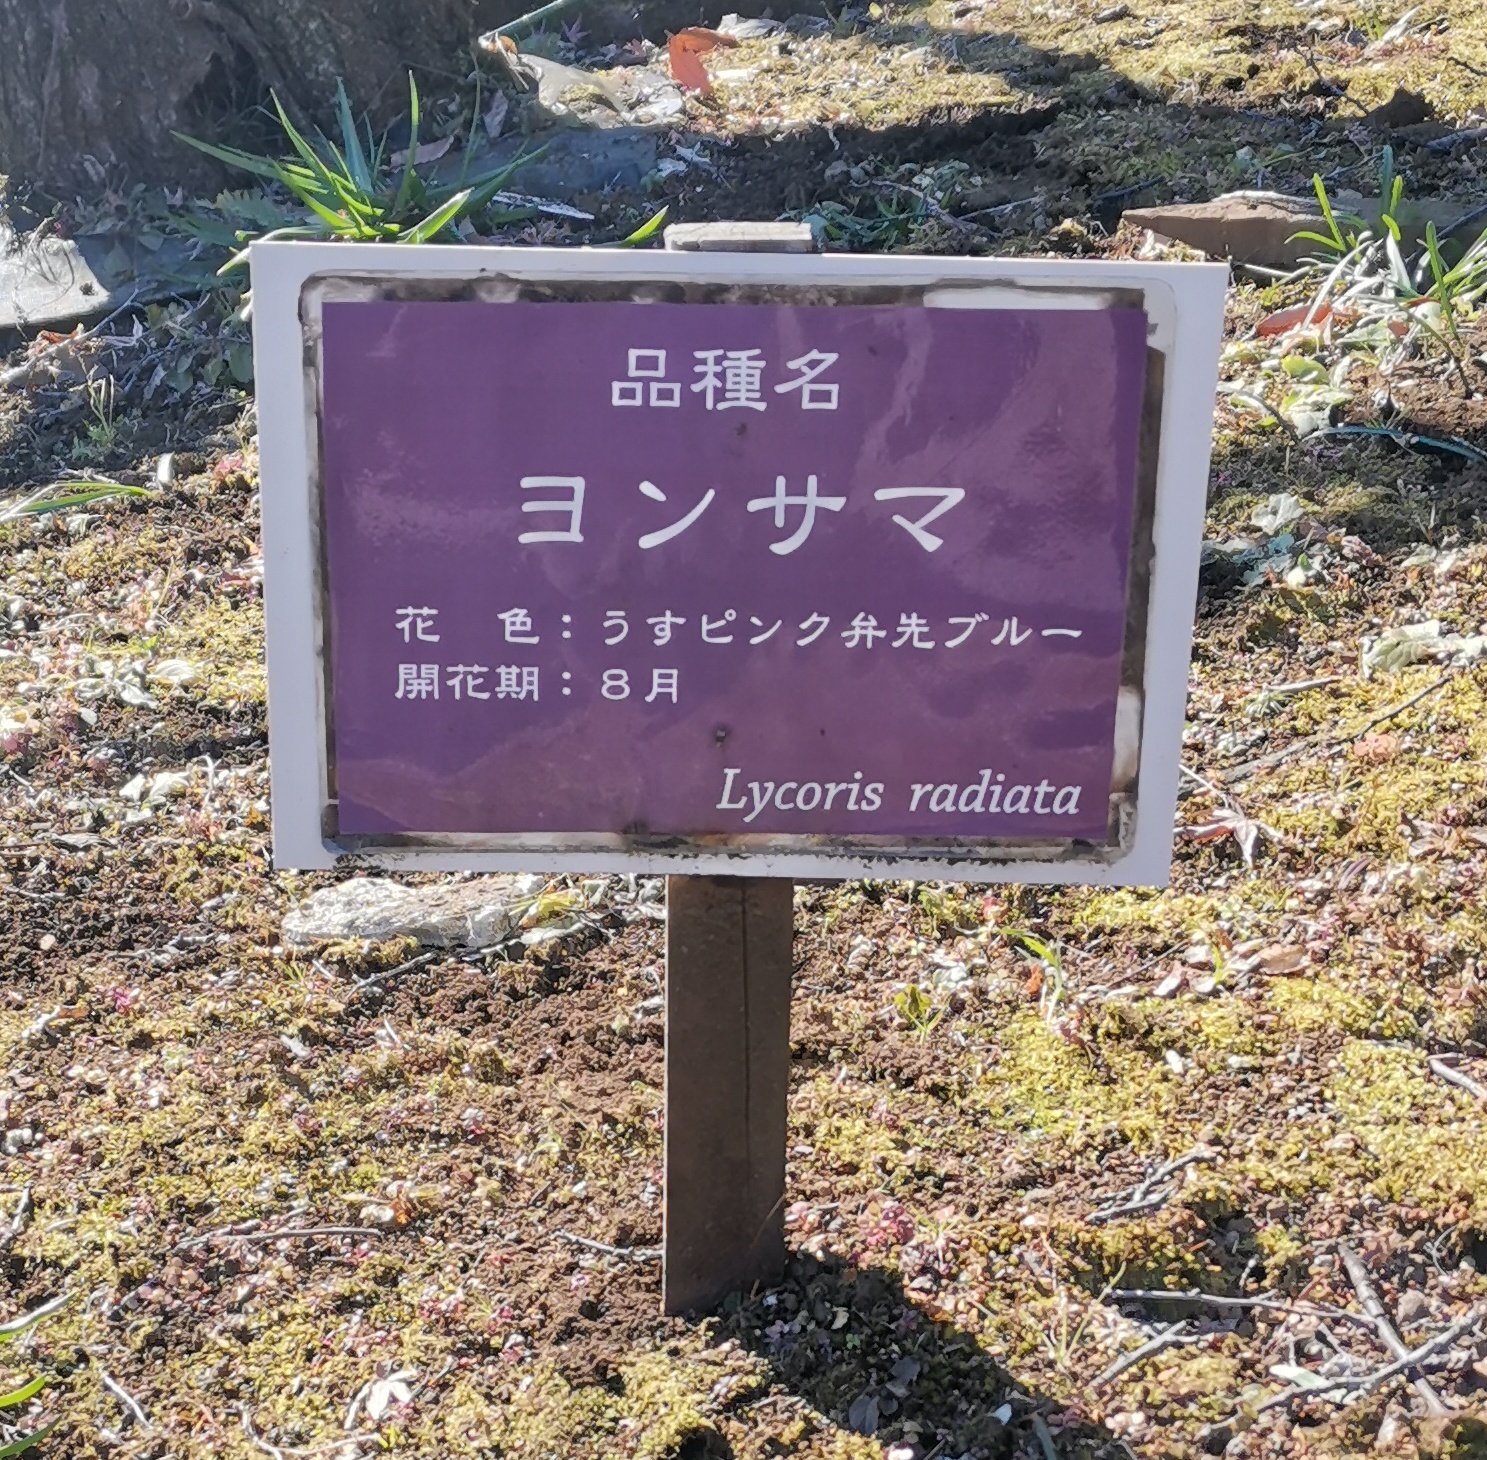 品種名
ヨンサマ
花　色：うすピンク弁先ブルー
開花期：８月
Lycoris radiata